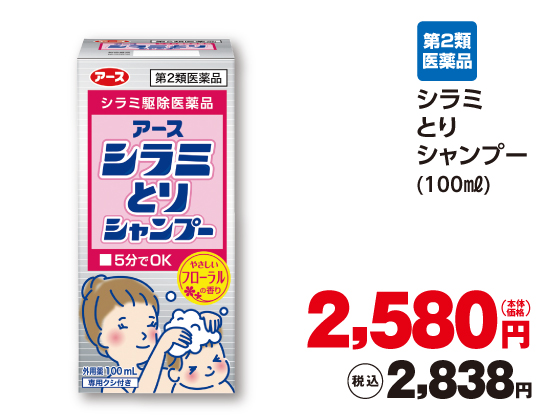 アース
第2類医薬品
シラミ駆除医薬品
アース
シラミ
とり
シャンプー
■5分でOK
やさしい
フローラル
の香り
外用薬 100mL
専用クシ付き
第2類
医薬品
シラミ
とり
シャンプー
(100㎖)
2,580円(本体価格)
税込2,838円